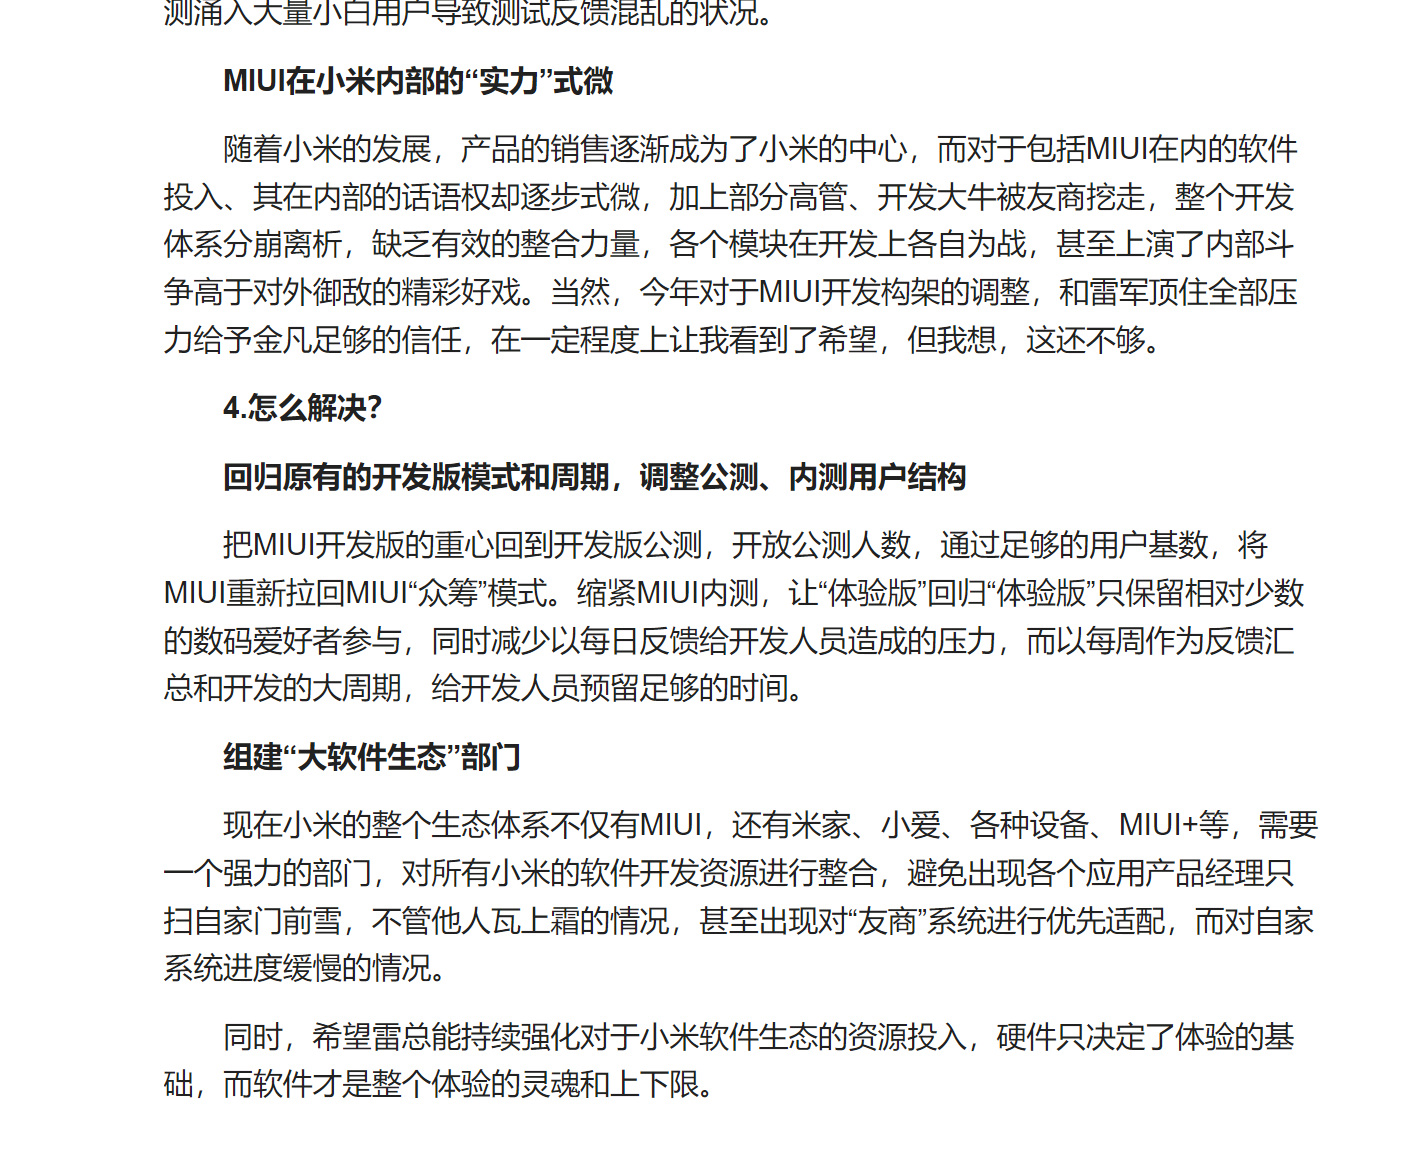 测涌入大量小白用户导致测试反馈混乱的状况。
MIUI在小米内部的“实力”式微
随着小米的发展，产品的销售逐渐成为了小米的中心，而对于包括MIUI在内的软件
投入、其在内部的话语权却逐步式微，加上部分高管、开发大牛被友商挖走，整个开发
体系分崩离析，缺乏有效的整合力量，各个模块在开发上各自为战，甚至上演了内部斗
争高于对外御敌的精彩好戏。当然，今年对于MIUI开发构架的调整，和雷军顶住全部压
力给予金凡足够的信任，在一定程度上让我看到了希望，但我想，这还不够。
4.怎么解决？
回归原有的开发版模式和周期，调整公测、内测用户结构
把MIUI开发版的重心回到开发版公测，开放公测人数，通过足够的用户基数，将
MIUI重新拉回MIUI“众筹”模式。缩紧MIUI内测，让“体验版”回归“体验版”只保留相对少数
的数码爱好者参与，同时减少以每日反馈给开发人员造成的压力，而以每周作为反馈汇
总和开发的大周期，给开发人员预留足够的时间。
组建“大软件生态”部门
现在小米的整个生态体系不仅有MIUI，还有米家、小爱、各种设备、MIUI+等，需要
一个强力的部门，对所有小米的软件开发资源进行整合，避免出现各个应用产品经理只
扫自家门前雪，不管他人瓦上霜的情况，甚至出现对“友商”系统进行优先适配，而对自家
系统进度缓慢的情况。
同时，希望雷总能持续强化对于小米软件生态的资源投入，硬件只决定了体验的基
础，而软件才是整个体验的灵魂和上下限。